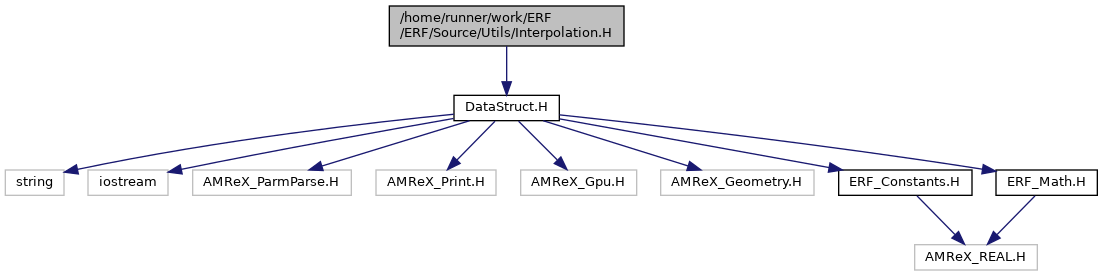 /home/runner/work/ERF
/ERF/Source/Utils/Interpolation.H
DataStruct.H
string
iostream
AMReX_ParmParse.H
AMReX_Print.H
AMReX_Gpu.H
AMReX_Geometry.H
ERF_Constants.H
ERF_Math.H
AMReX_REAL.H